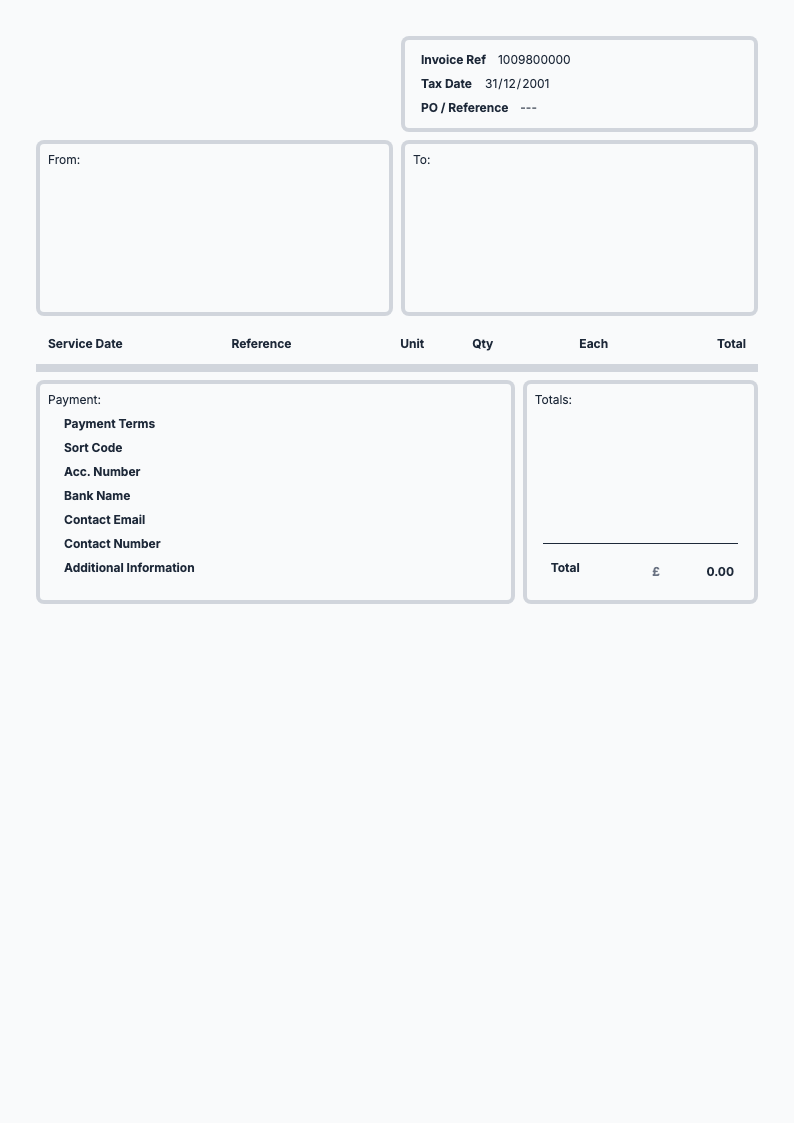 Invoice Ref 1009800000
Tax Date 31/12/2001
PO / Reference ---
From:
To:
Service Date Reference Unit Qty Each Total
Payment:
Payment Terms
Sort Code
Acc. Number
Bank Name
Contact Email
Contact Number
Additional Information
Totals:
Total £ 0.00